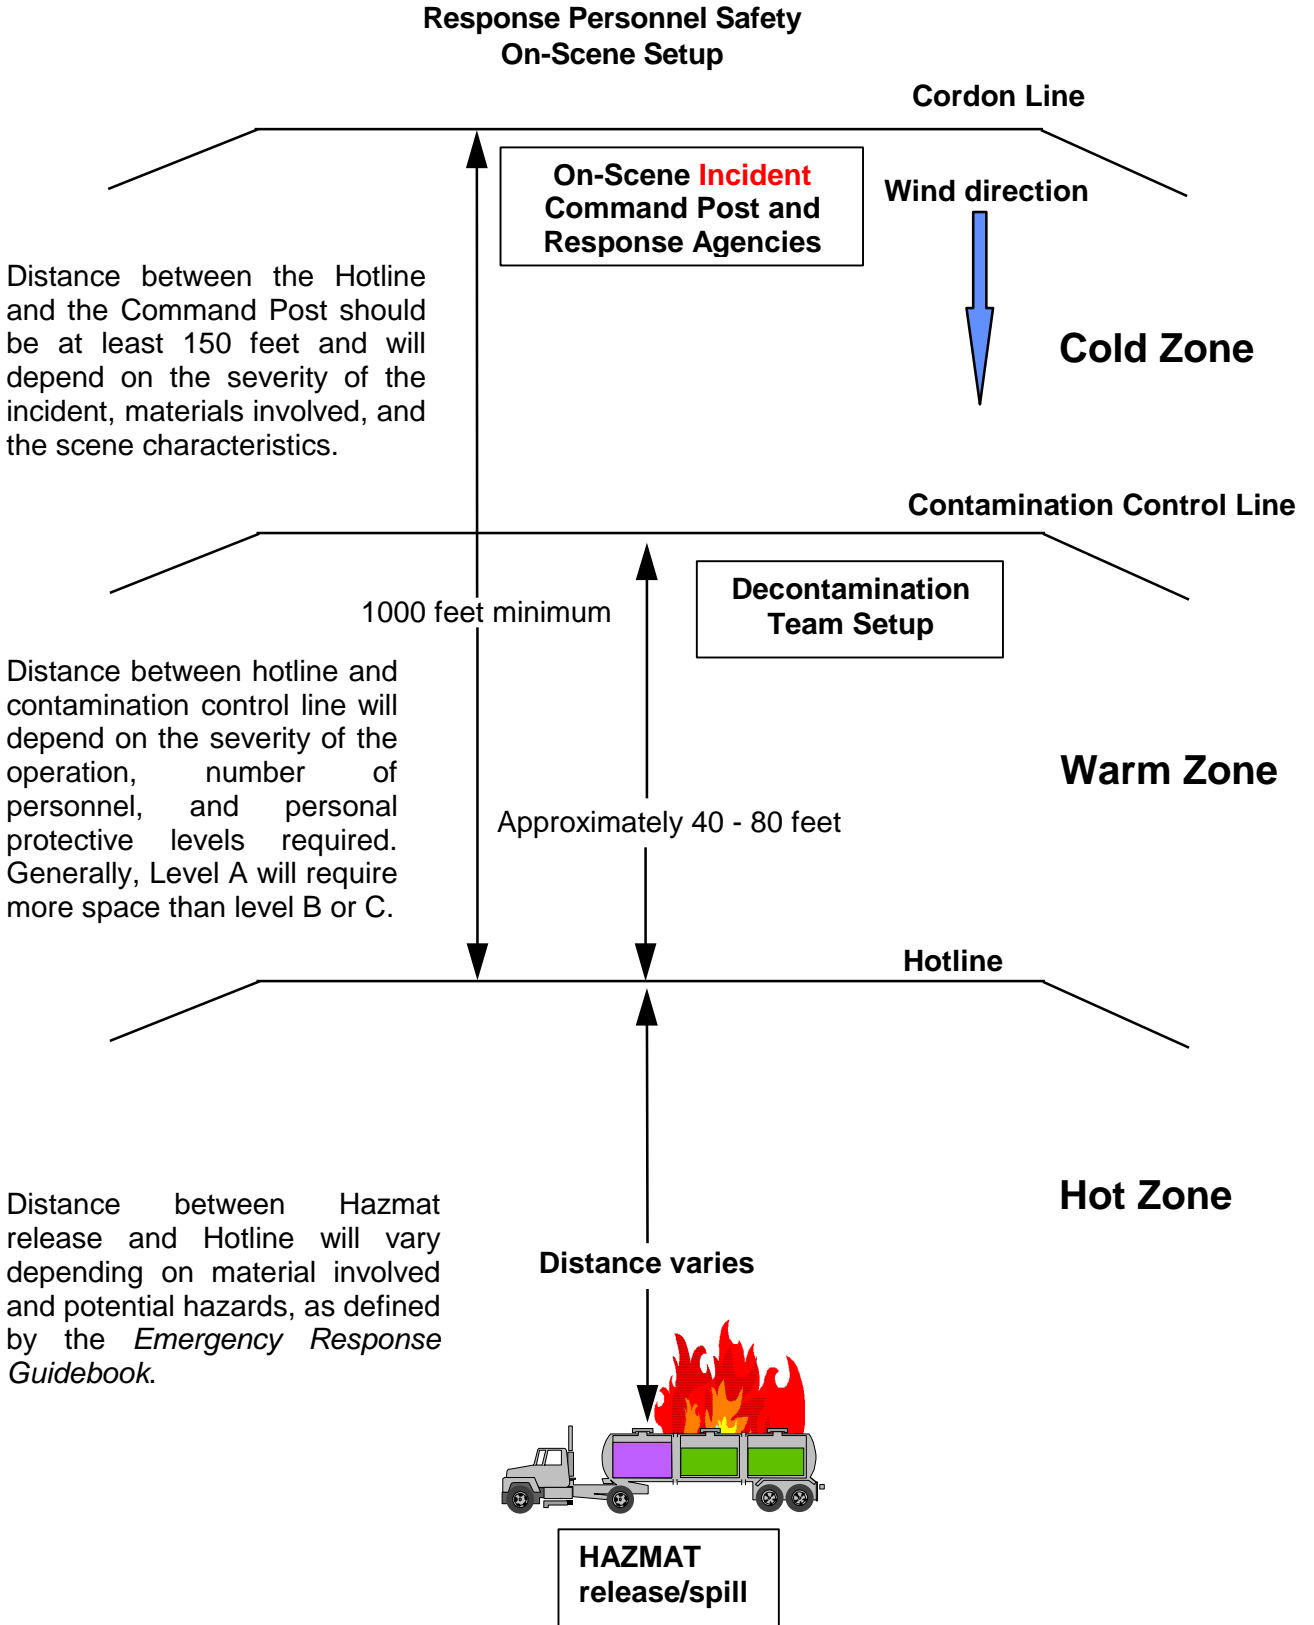 Response Personnel Safety
On-Scene Setup
Cordon Line
On-Scene Incident
Command Post and
Response Agencies
Wind direction
Distance between the Hotline
and the Command Post should
be at least 150 feet and will
depend on the severity of the
incident, materials involved, and
the scene characteristics.
Cold Zone
Contamination Control Line
Decontamination
Team Setup
1000 feet minimum
Distance between hotline and
contamination control line will
depend on the severity of the
operation, number of
personnel, and personal
protective levels required.
Generally, Level A will require
more space than level B or C.
Warm Zone
Approximately 40 - 80 feet
Hotline
Distance between Hazmat
release and Hotline will vary
depending on material involved
and potential hazards, as defined
by the Emergency Response
Guidebook.
Hot Zone
Distance varies
HAZMAT
release/spill